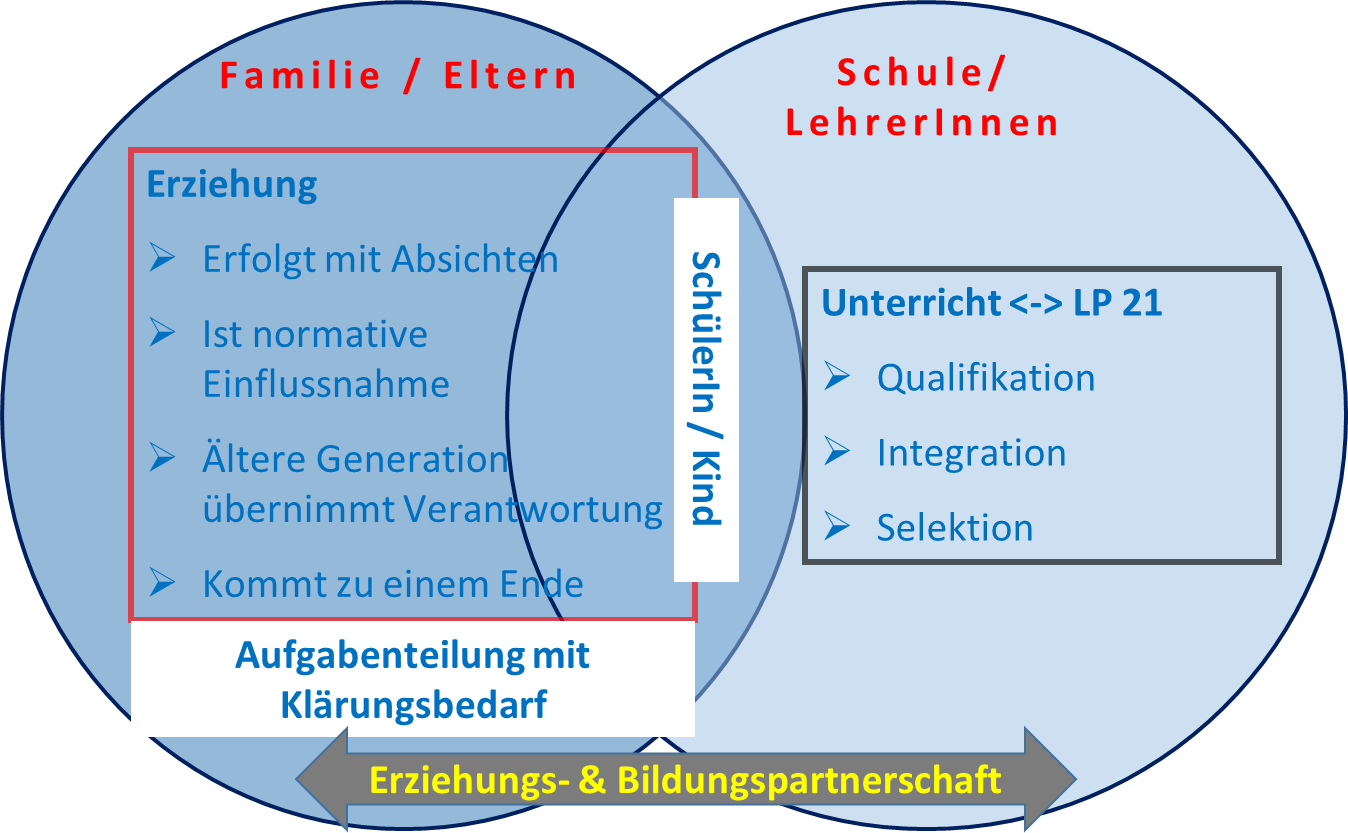 Familie / Eltern
Schule/
LehrerInnen
Erziehung
Erfolgt mit Absichten
Ist normative
Einflussnahme
Ältere Generation
übernimmt Verantwortung
Kommt zu einem Ende
SchülerIn / Kind
Unterricht <-> LP 21
Qualifikation
Integration
Selektion
Aufgabenteilung mit
Klärungsbedarf
Erziehungs- & Bildungspartnerschaft